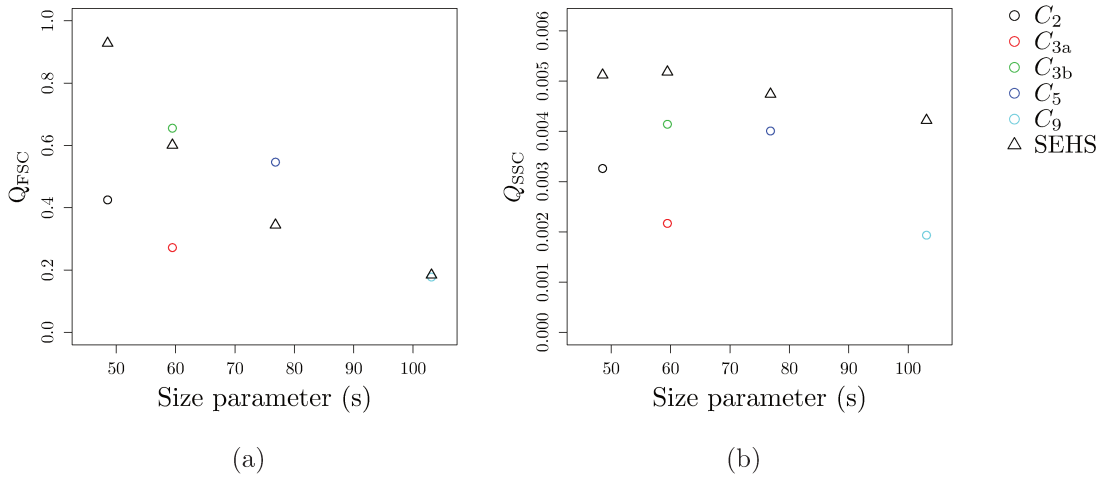 1.0
0.8
0.6
0.4
0.2
0.0
Q_FSC
50 60 70 80 90 100
Size parameter (s)
(a)
0.006
0.005
0.004
0.003
0.002
0.001
0.000
Q_SSC
50 60 70 80 90 100
Size parameter (s)
(b)
C_2
C_3a
C_3b
C_5
C_9
SEHS